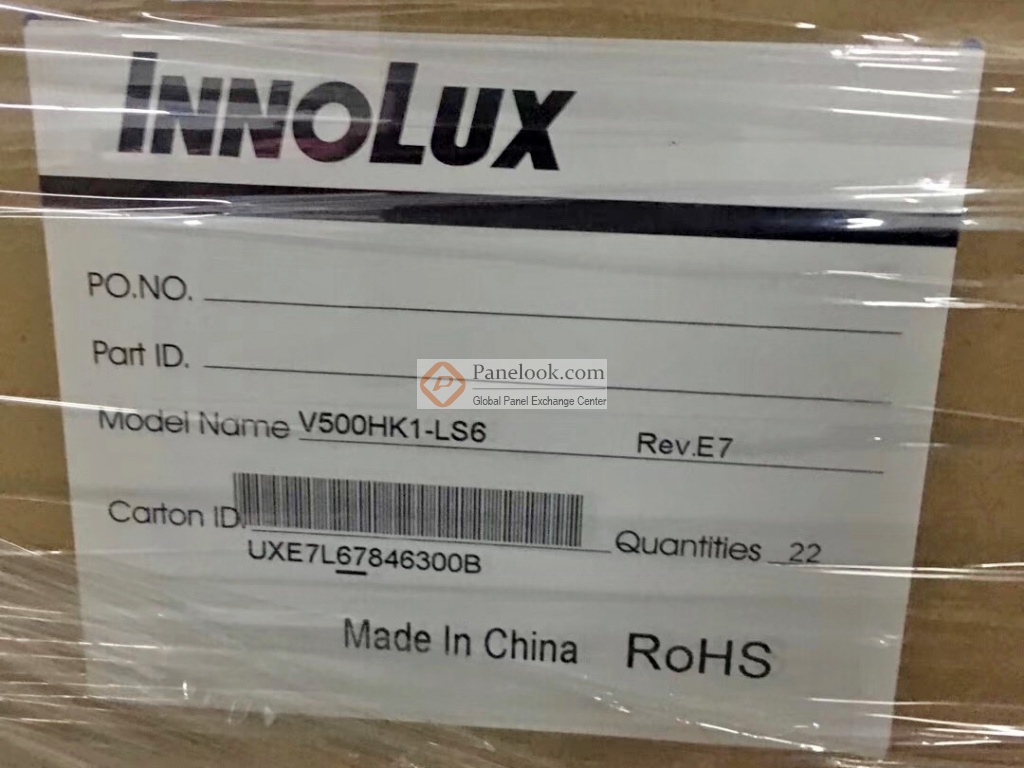 INNOLUX
PO.NO.
Part ID.
Panelook.com
Global Panel Exchange Center
Model Name V500HK1-LS6 Rev.E7
Carton ID. Quantities 22
UXE7L67846300B
Made In China RoHS